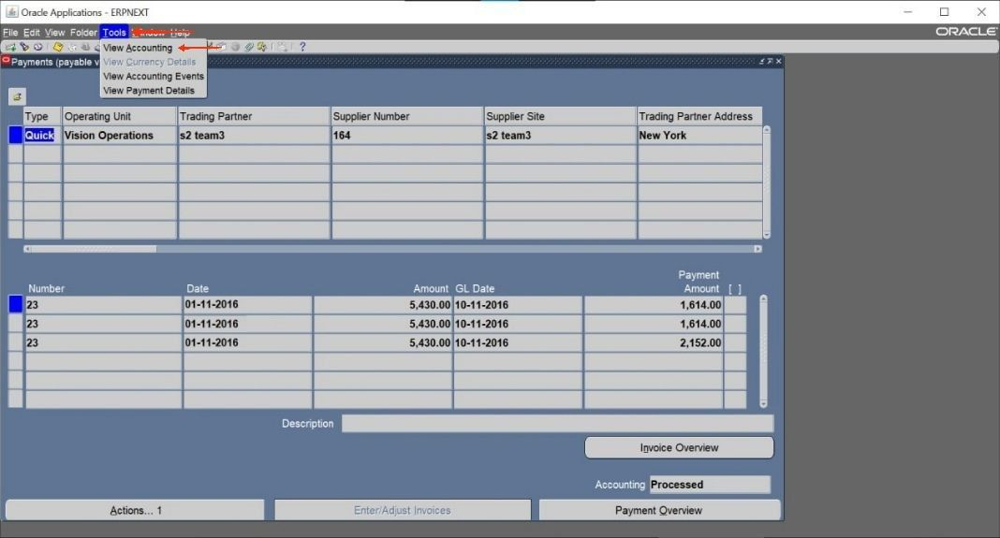 Oracle Applications - ERPNEXT
File Edit View Folder Tools Window Help
ORACLE
View Accounting
View Currency Details
View Accounting Events
View Payment Details
Payments (payable
Type Operating Unit Trading Partner Supplier Number Supplier Site Trading Partner Address
Quick Vision Operations s2 team3 164 s2 team3 New York
Payment
Number Date Amount GL Date Amount [ ]
23 01-11-2016 5,430.00 10-11-2016 1,614.00
23 01-11-2016 5,430.00 10-11-2016 1,614.00
23 01-11-2016 5,430.00 10-11-2016 2,152.00
Description
Invoice Overview
Accounting Processed
Actions... 1 Enter/Adjust Invoices Payment Overview